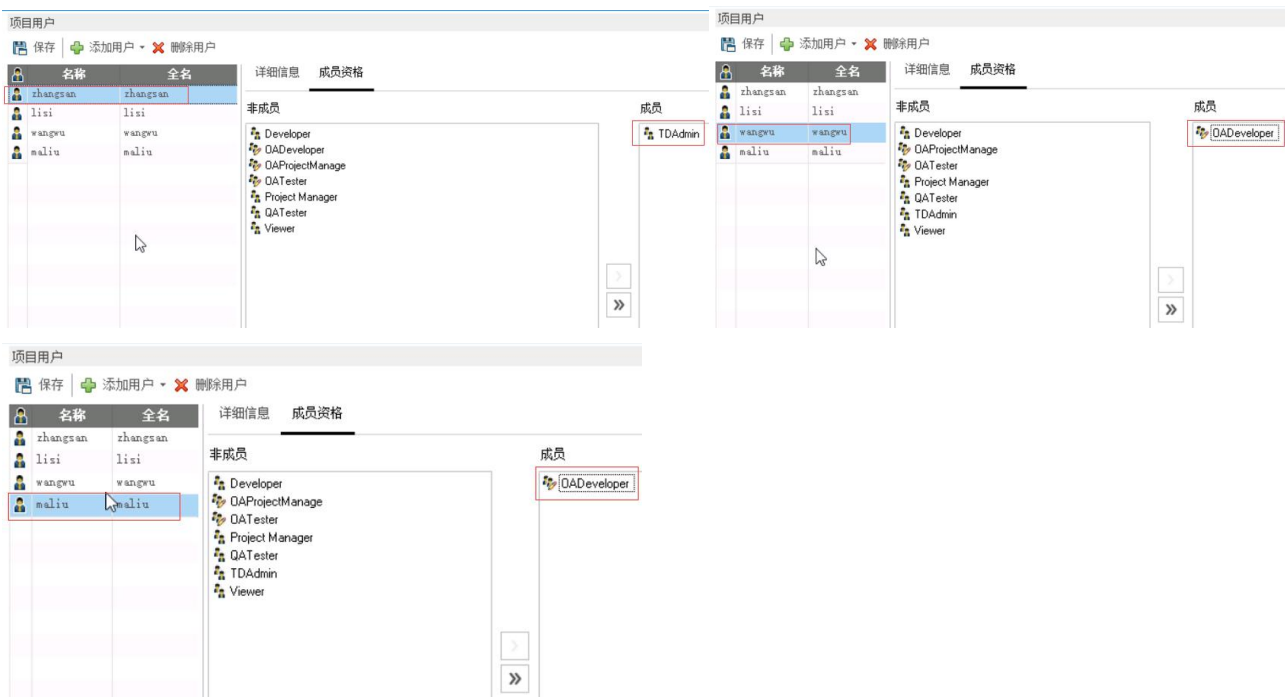 项目用户
保存 添加用户 删除用户
名称 全名
zhangsan zhangsan
lisi lisi
wangwu wangwu
maliu maliu
详细信息 成员资格
非成员
Developer
OADeveloper
OAProjectManage
OATester
Project Manager
QATester
Viewer
成员
TDAdmin
项目用户
保存 添加用户 删除用户
名称 全名
zhangsan zhangsan
lisi lisi
wangwu wangwu
maliu maliu
详细信息 成员资格
非成员
Developer
OAProjectManage
OATester
Project Manager
QATester
TDAdmin
Viewer
成员
OADeveloper
项目用户
保存 添加用户 删除用户
名称 全名
zhangsan zhangsan
lisi lisi
wangwu wangwu
maliu maliu
详细信息 成员资格
非成员
Developer
OAProjectManage
OATester
Project Manager
QATester
TDAdmin
Viewer
成员
OADeveloper